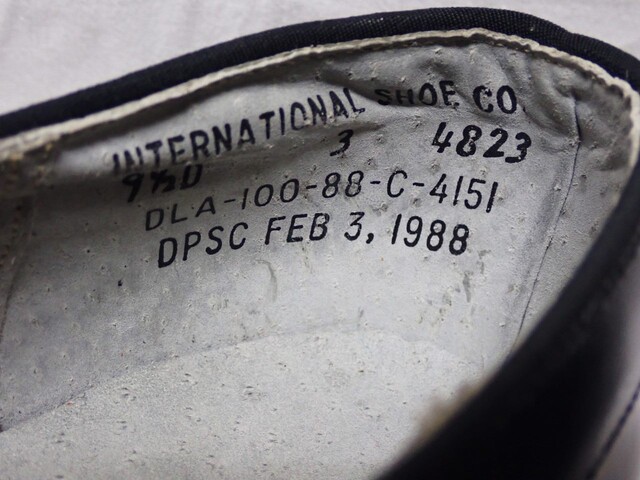 INTERNATIONAL SHOE CO.
9½D 3 4823
DLA-100-88-C-4151
DPSC FEB 3, 1988